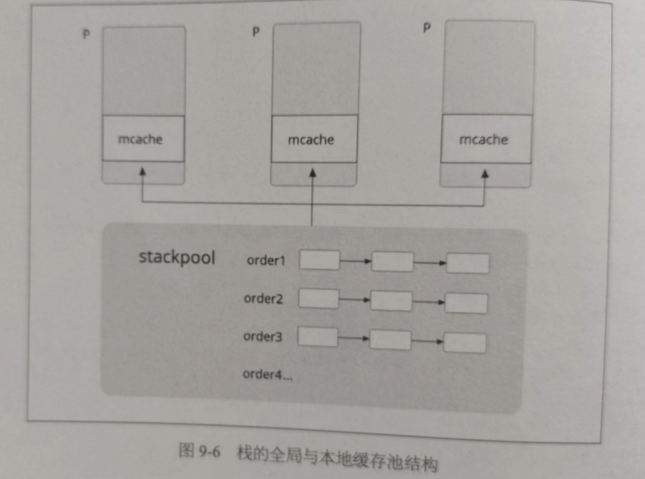 P P P
mcache mcache mcache
stackpool order1
order2
order3
order4...
图 9-6 栈的全局与本地缓存池结构